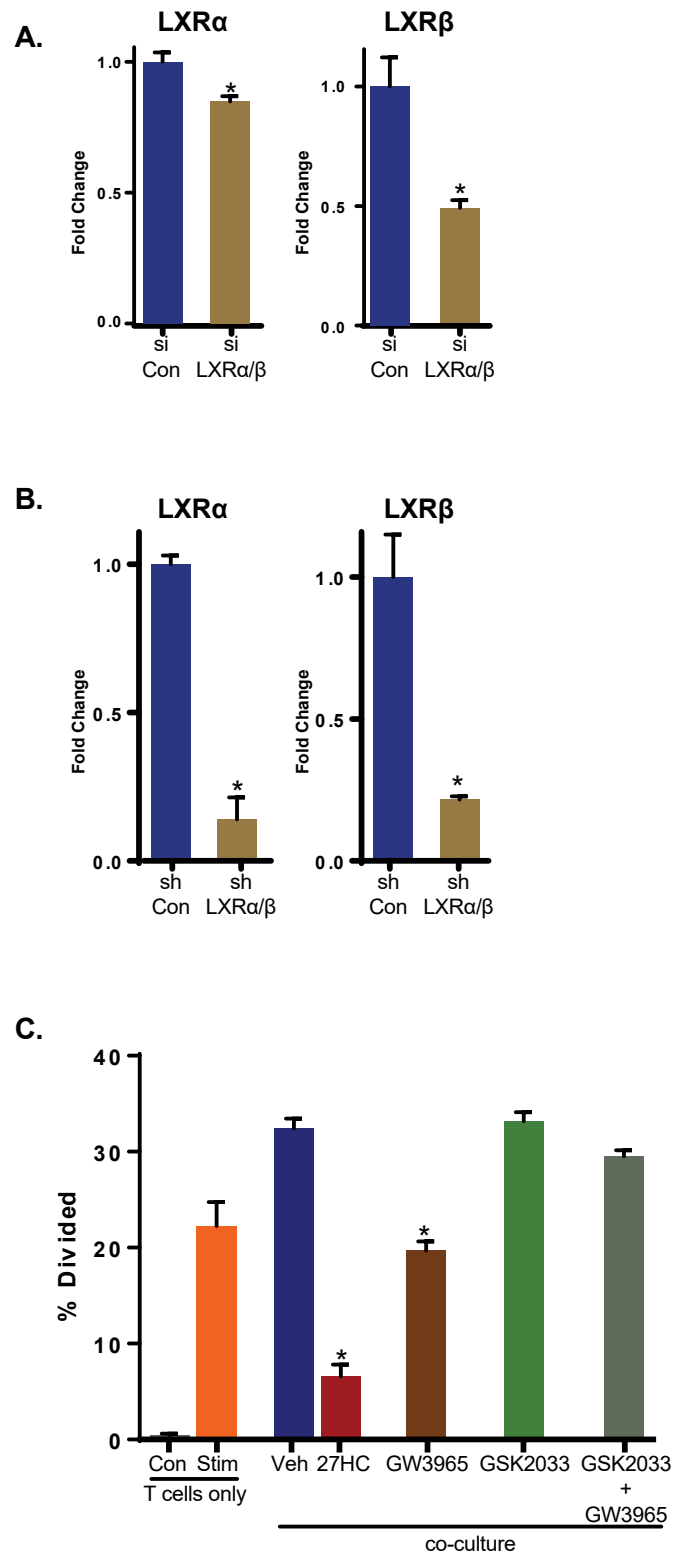 A.
LXRα
LXRβ
Fold Change
1.0
0.5
0.0
*
si
Con
si
LXRα/β
Fold Change
1.0
0.5
0.0
*
si
Con
si
LXRα/β
B.
LXRα
LXRβ
Fold Change
1.0
0.5
0.0
*
sh
Con
sh
LXRα/β
Fold Change
1.0
0.5
0.0
*
sh
Con
sh
LXRα/β
C.
% Divided
40
30
20
10
0
*
*
Con Stim Veh 27HC GW3965 GSK2033 GSK2033
+
GW3965
T cells only
co-culture